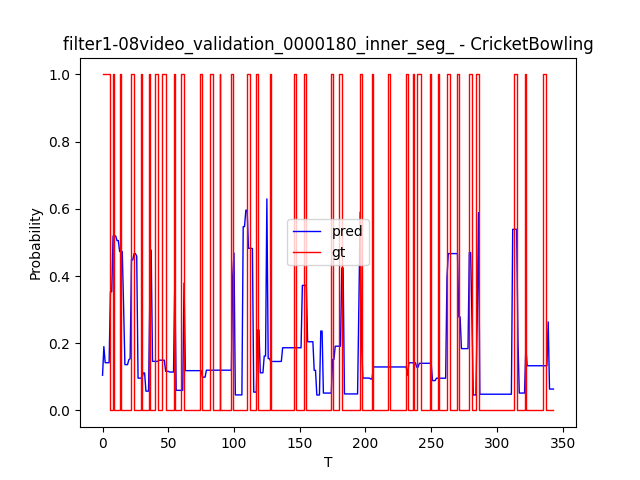 filter1-08video_validation_0000180_inner_seg_ - CricketBowling
1.0
0.8
0.6
0.4
0.2
0.0
Probability
pred
gt
0 50 100 150 200 250 300 350
T